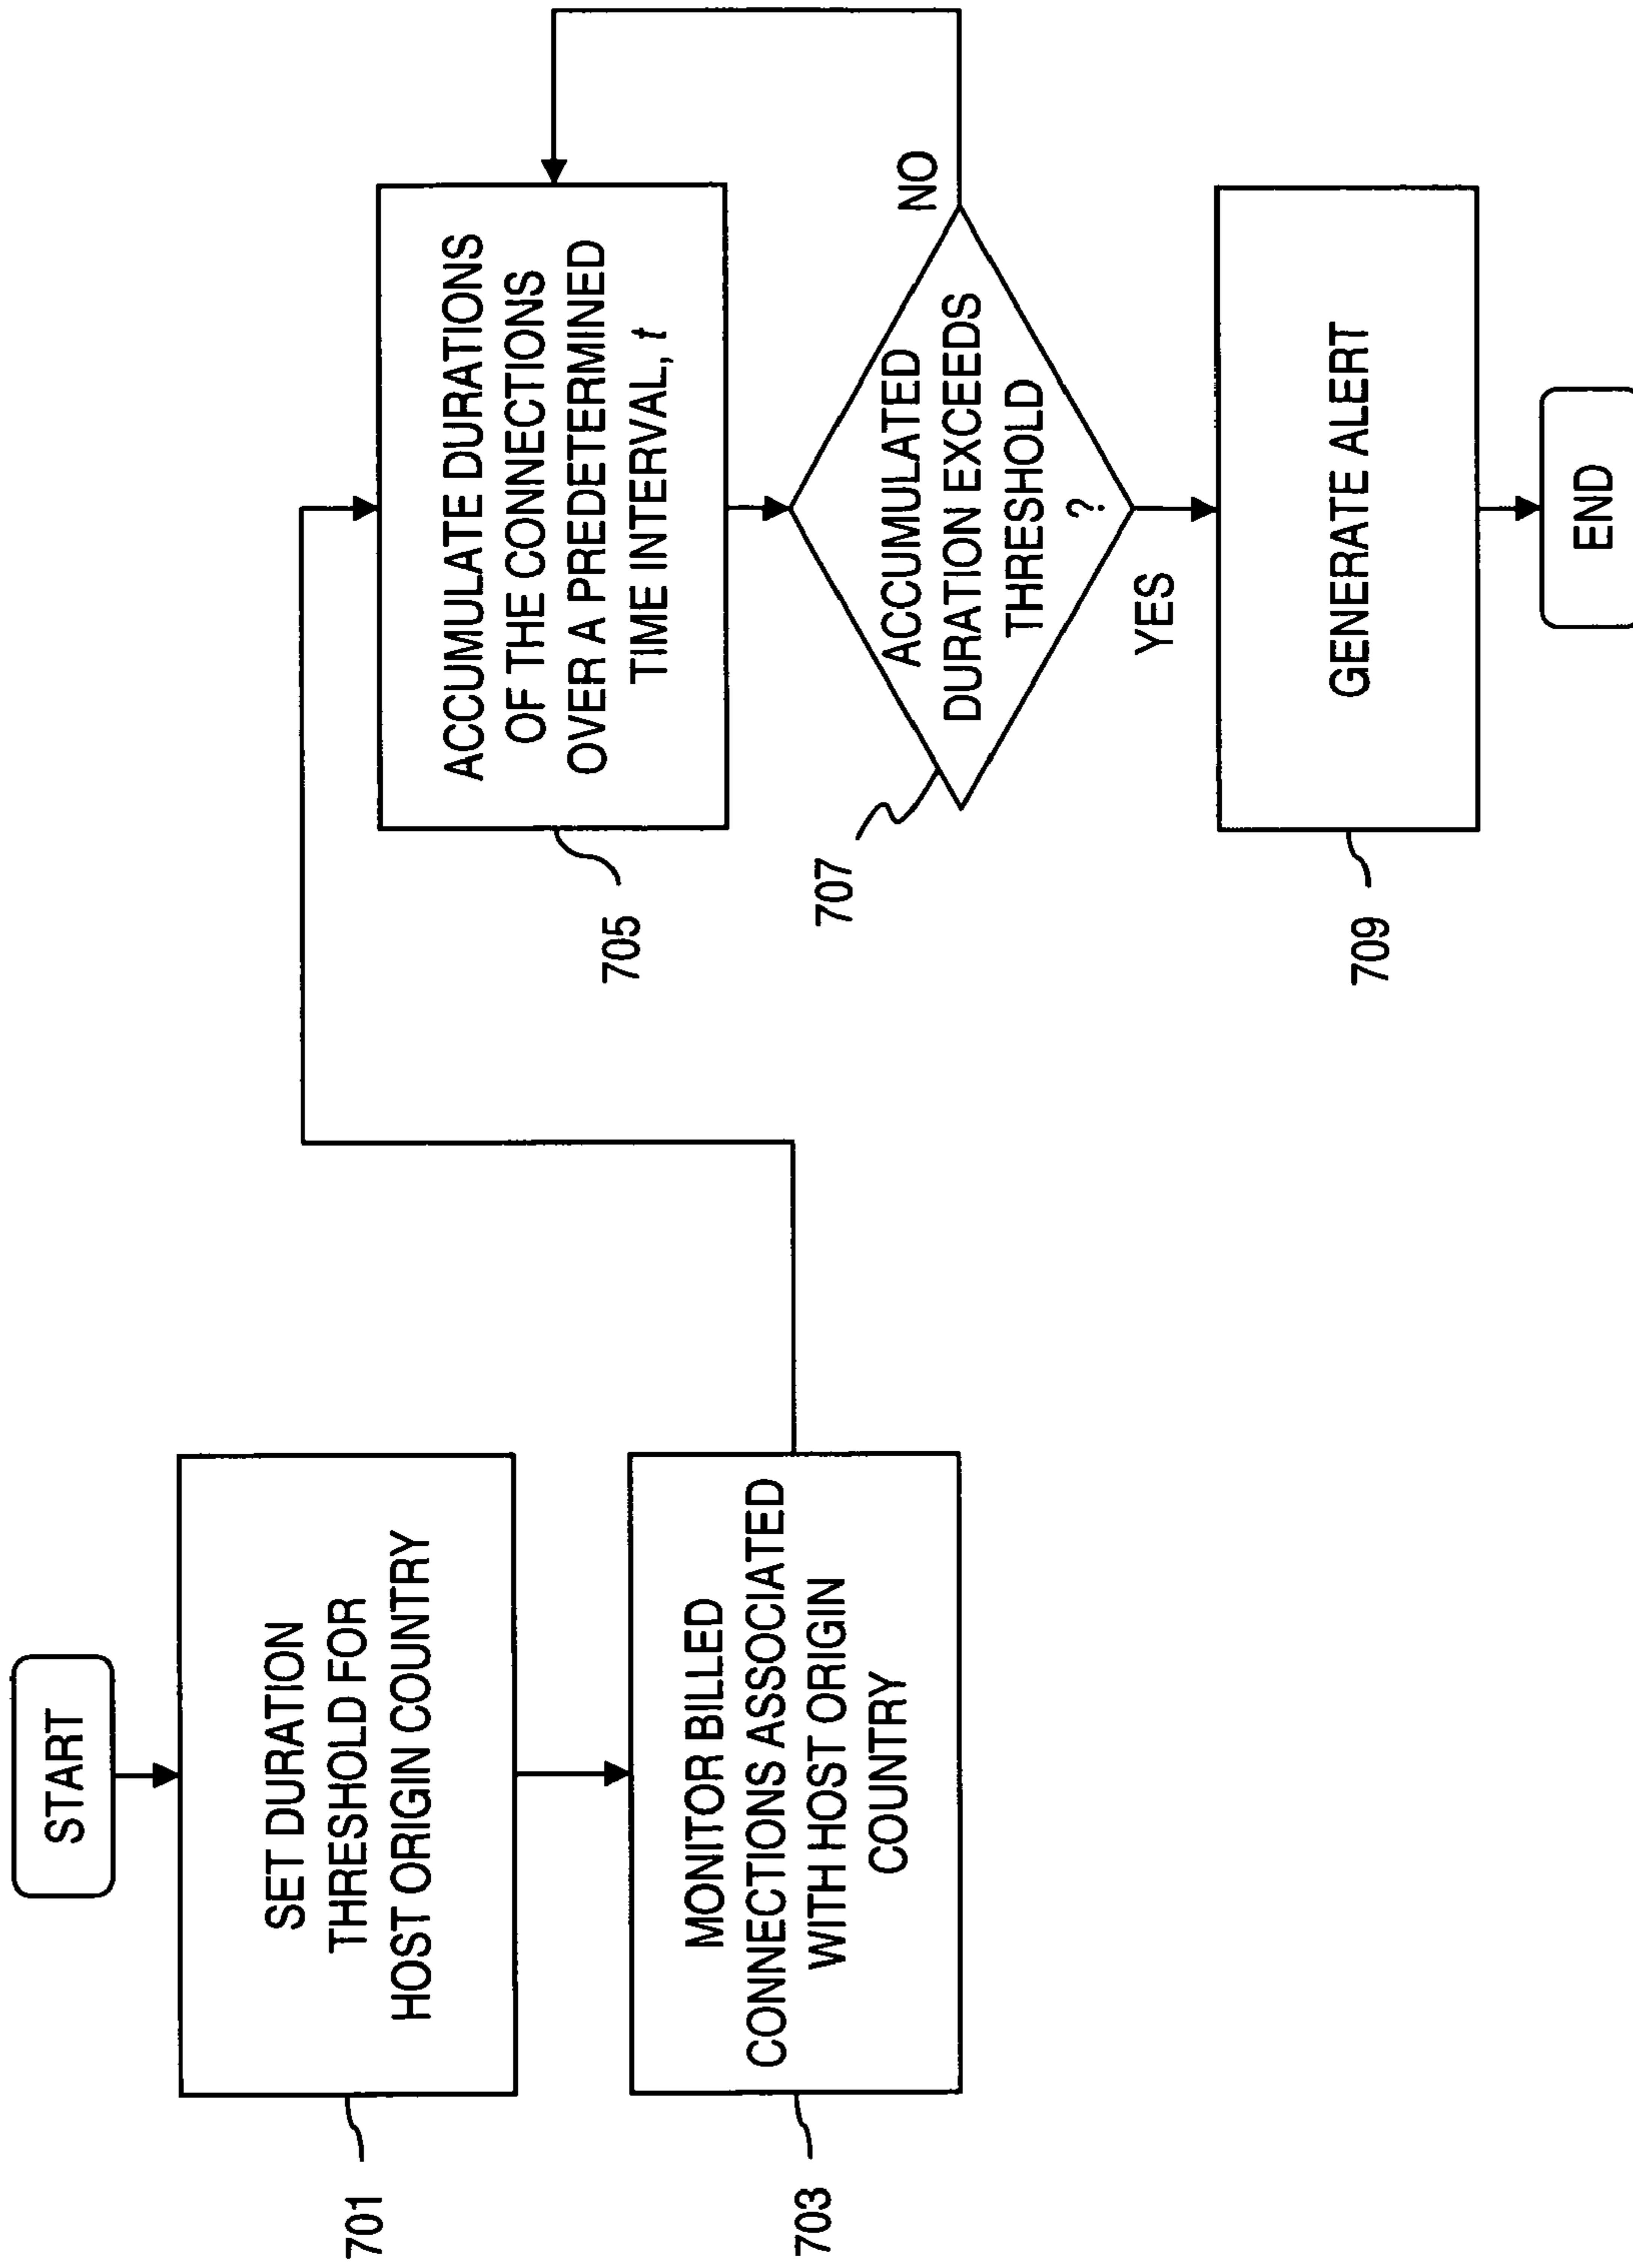 START
SET DURATION
THRESHOLD FOR
HOST ORIGIN COUNTRY
701
MONITOR BILLED
CONNECTIONS ASSOCIATED
WITH HOST ORIGIN
COUNTRY
703
ACCUMULATE DURATIONS
OF THE CONNECTIONS
OVER A PREDETERMINED
TIME INTERVAL, t
705
ACCUMULATED
DURATION EXCEEDS
THRESHOLD
?
707
NO
YES
GENERATE ALERT
709
END